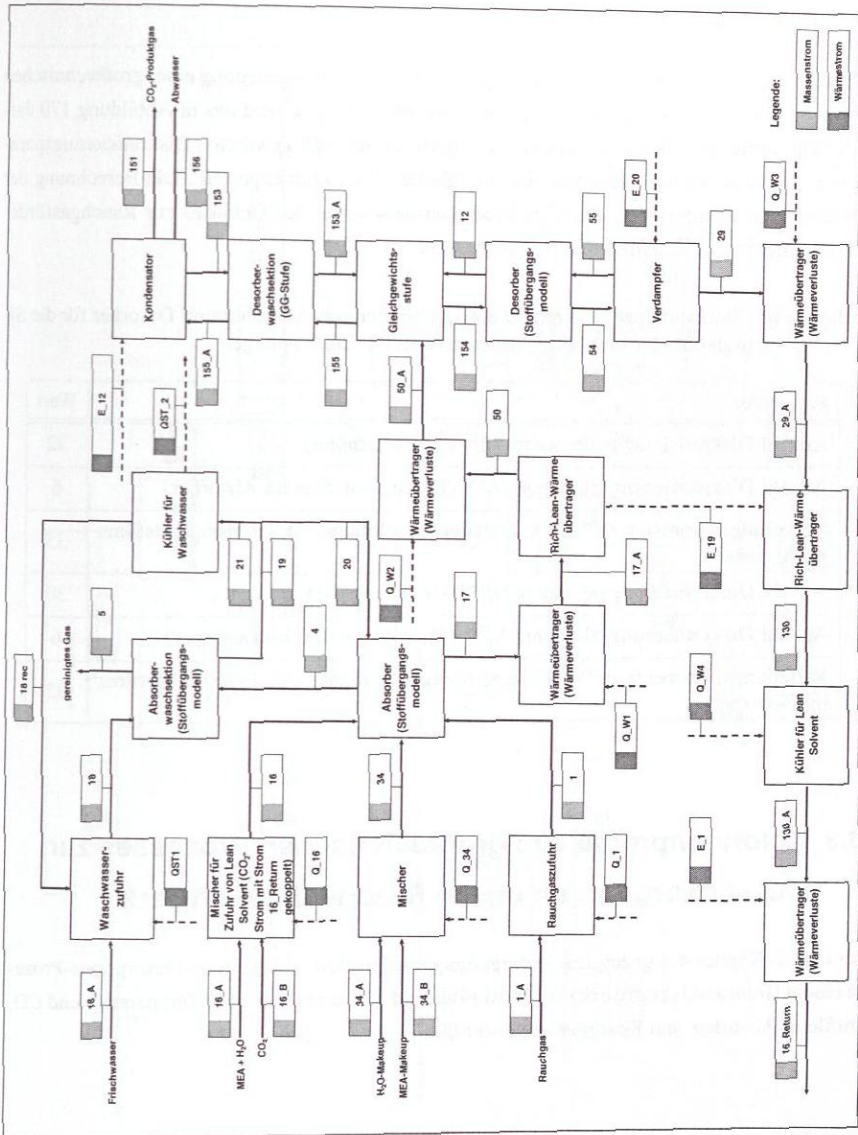 18 rec
gereinigtes Gas
5
E_12
QST_2
CO₂-Produktgas
Abwasser
151
156
153
Kondensator
155_A
Frischwasser
18_A
Waschwasser
zufuhr
QST1
18
Absorber-
waschsektion
(Stoffübergangs-
modell)
Kühler für
Waschwasser
21
19
20
4
Desorber-
waschsektion
(GG-Stufe)
155
153_A
MEA + H₂O
16_A
CO₂
16_B
Mischer für
Zufuhr von Lean
Solvent (CO₂-
Strom mit Strom
16_Return
gekoppelt)
Q_16
16
Absorber
(Stoffübergangs-
modell)
Q_W2
17
Wärmeübertrager
(Wärmeverluste)
50_A
Gleichgewichts-
stufe
154
12
H₂O-Makeup
34_A
MEA-Makeup
34_B
Mischer
Q_34
34
50
Desorber
(Stoffübergangs-
modell)
54
55
Rauchgas
1_A
Rauchgaszufuhr
Q_1
1
Wärmeübertrager
(Wärmeverluste)
Q_W1
17_A
Rich-Lean-Wärme
übertrager
E_19
Verdampfer
E_20
29
16_Return
Wärmeübertrager
(Wärmeverluste)
E_1
130_A
Kühler für Lean
Solvent
Q_W4
130
Rich-Lean-Wärme-
übertrager
29_A
Wärmeübertrager
(Wärmeverluste)
Q_W3
Legende:
Massenstrom
Wärmestrom